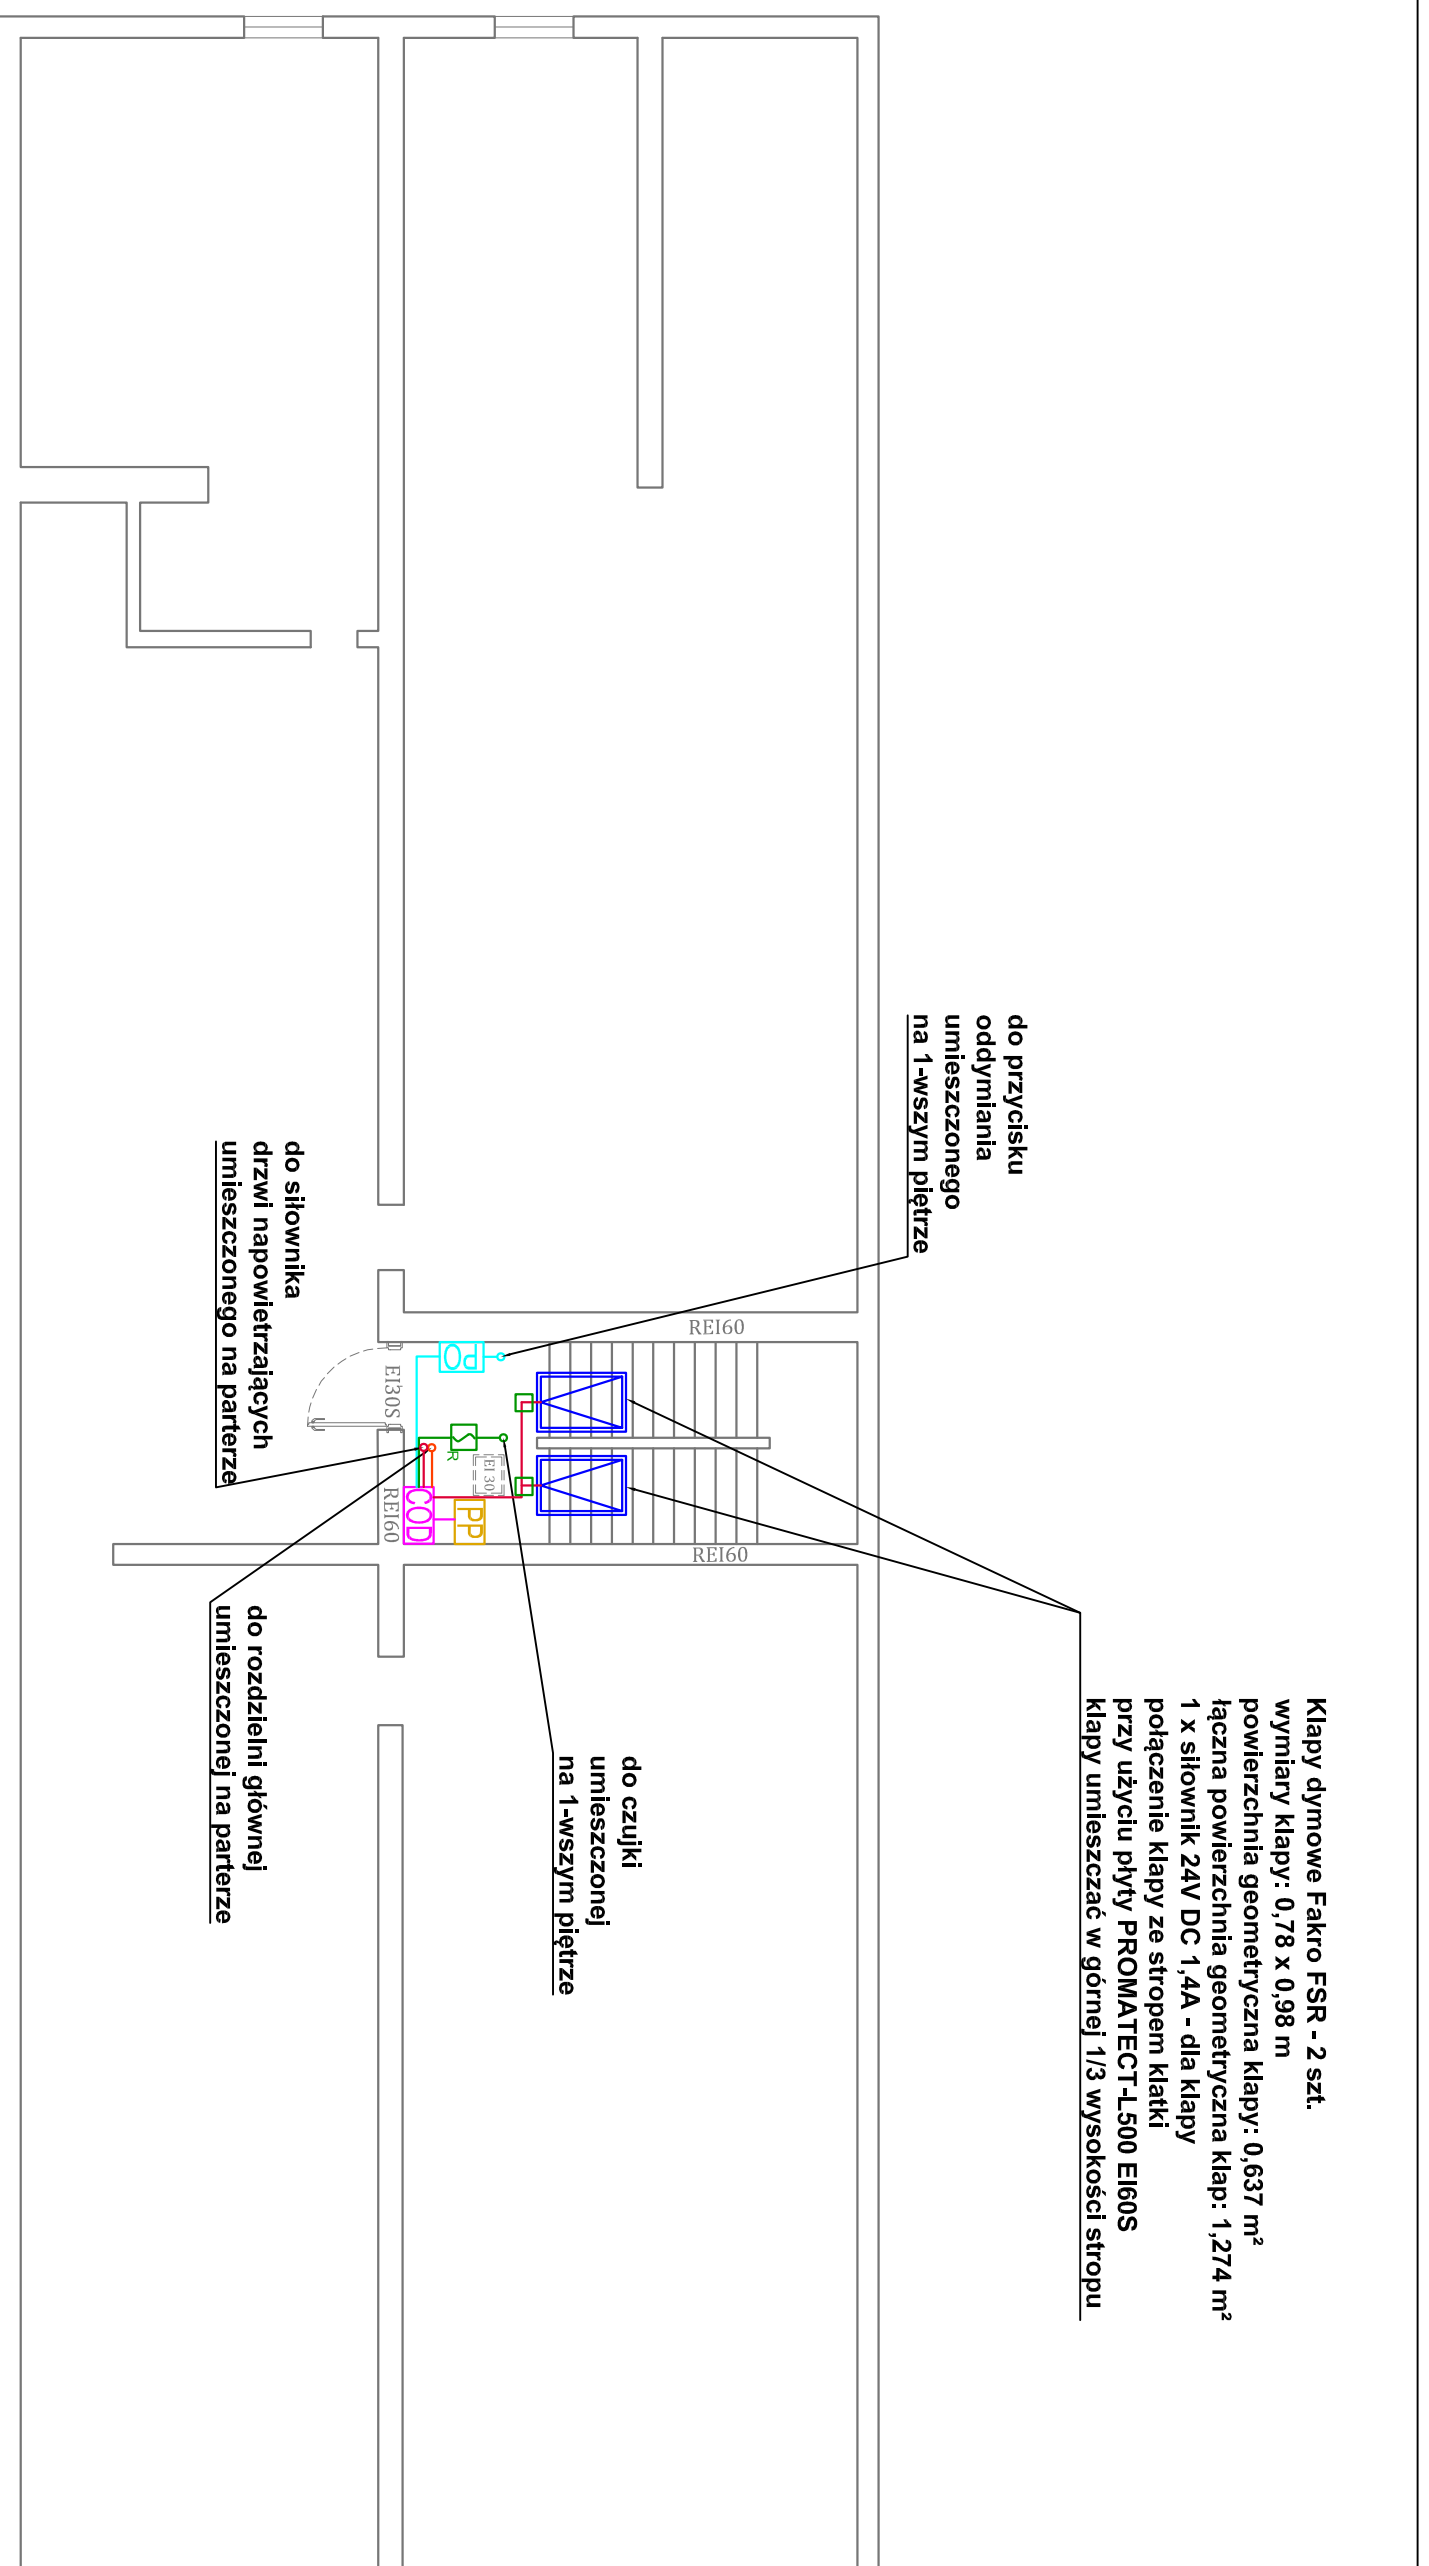 Klapy dymowe Fakro FSR - 2 szt.
wymiary klapy: 0,78 x 0,98 m
powierzchnia geometryczna klapy: 0,637 m²
łączna powierzchnia geometryczna klap: 1,274 m²
1 x siłownik 24V DC 1,4A - dla klapy
połączenie klapy ze stropem klatki
przy użyciu płyty PROMATECT-L500 EI60S
klapy umieszczać w górnej 1/3 wysokości stropu
do przycisku
oddymiania
umieszczonego
na 1-wszym piętrze
REI60
REI60
do czujki
umieszczonej
na 1-wszym piętrze
PO
R
EI 30
PP
COD
EI30S
REI60
do siłownika
drzwi napowietrzających
umieszczonego na parterze
do rozdzielni głównej
umieszczonej na parterze